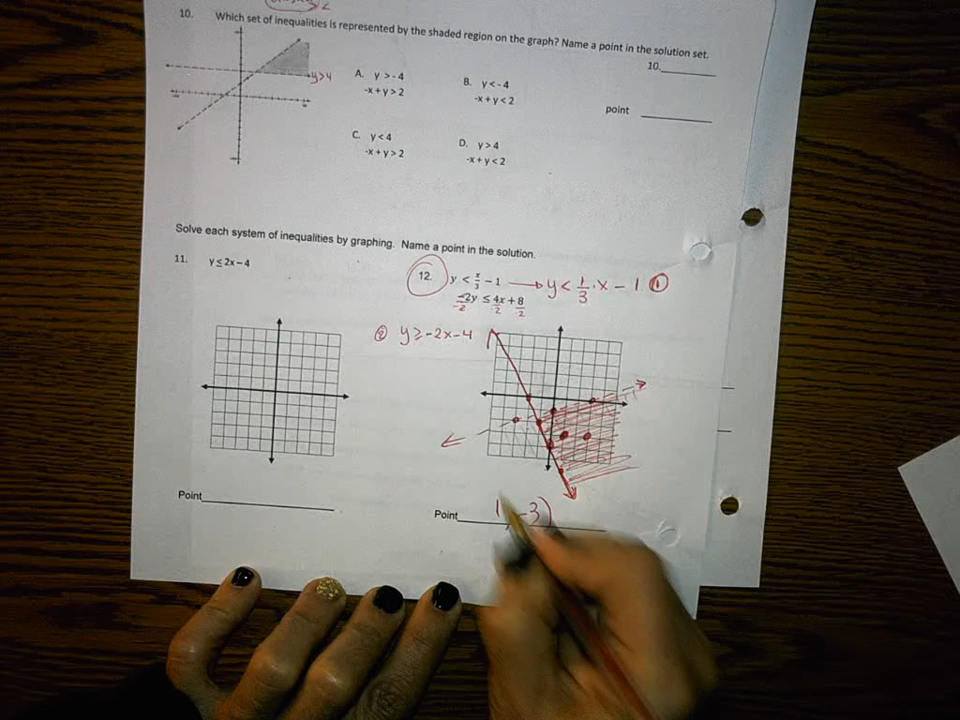 10. Which set of inequalities is represented by the shaded region on the graph? Name a point in the solution set.
10.
y>4
A. y > -4
-x + y > 2
B. y < -4
-x + y < 2
point
C. y < 4
-x + y > 2
D. y > 4
-x + y < 2
Solve each system of inequalities by graphing. Name a point in the solution.
11. y ≤ 2x - 4
12. y < x/3 - 1 → y < 1/3 · x - 1 ①
-2y ≤ 4x + 8
-2 -2 -2
② y ≥ -2x - 4
Point
Point -3)